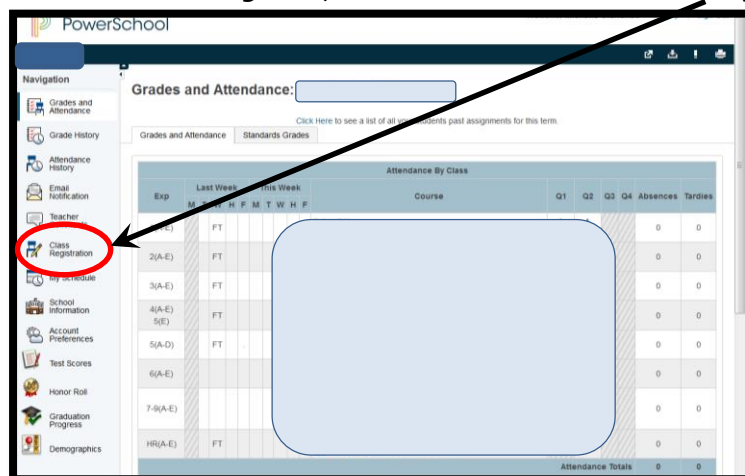 PowerSchool
Navigation
Grades and Attendance
Grade History
Attendance History
Email Notification
Teacher
Class Registration
My Schedule
School Information
Account Preferences
Test Scores
Honor Roll
Graduation Progress
Demographics
Grades and Attendance:
Click Here to see a list of all your students past assignments for this term.
Grades and Attendance Standards Grades
Attendance By Class
Exp Last Week This Week Course Q1 Q2 Q3 Q4 Absences Tardies
M T W H F M T W H F
FT 0 0
2(A-E) FT 0 0
3(A-E) FT 0 0
4(A-E) 5(E) FT 0 0
5(A-D) FT 0 0
6(A-E) 0 0
7-9(A-E) 0 0
HR(A-E) FT 0 0
Attendance Totals 0 0